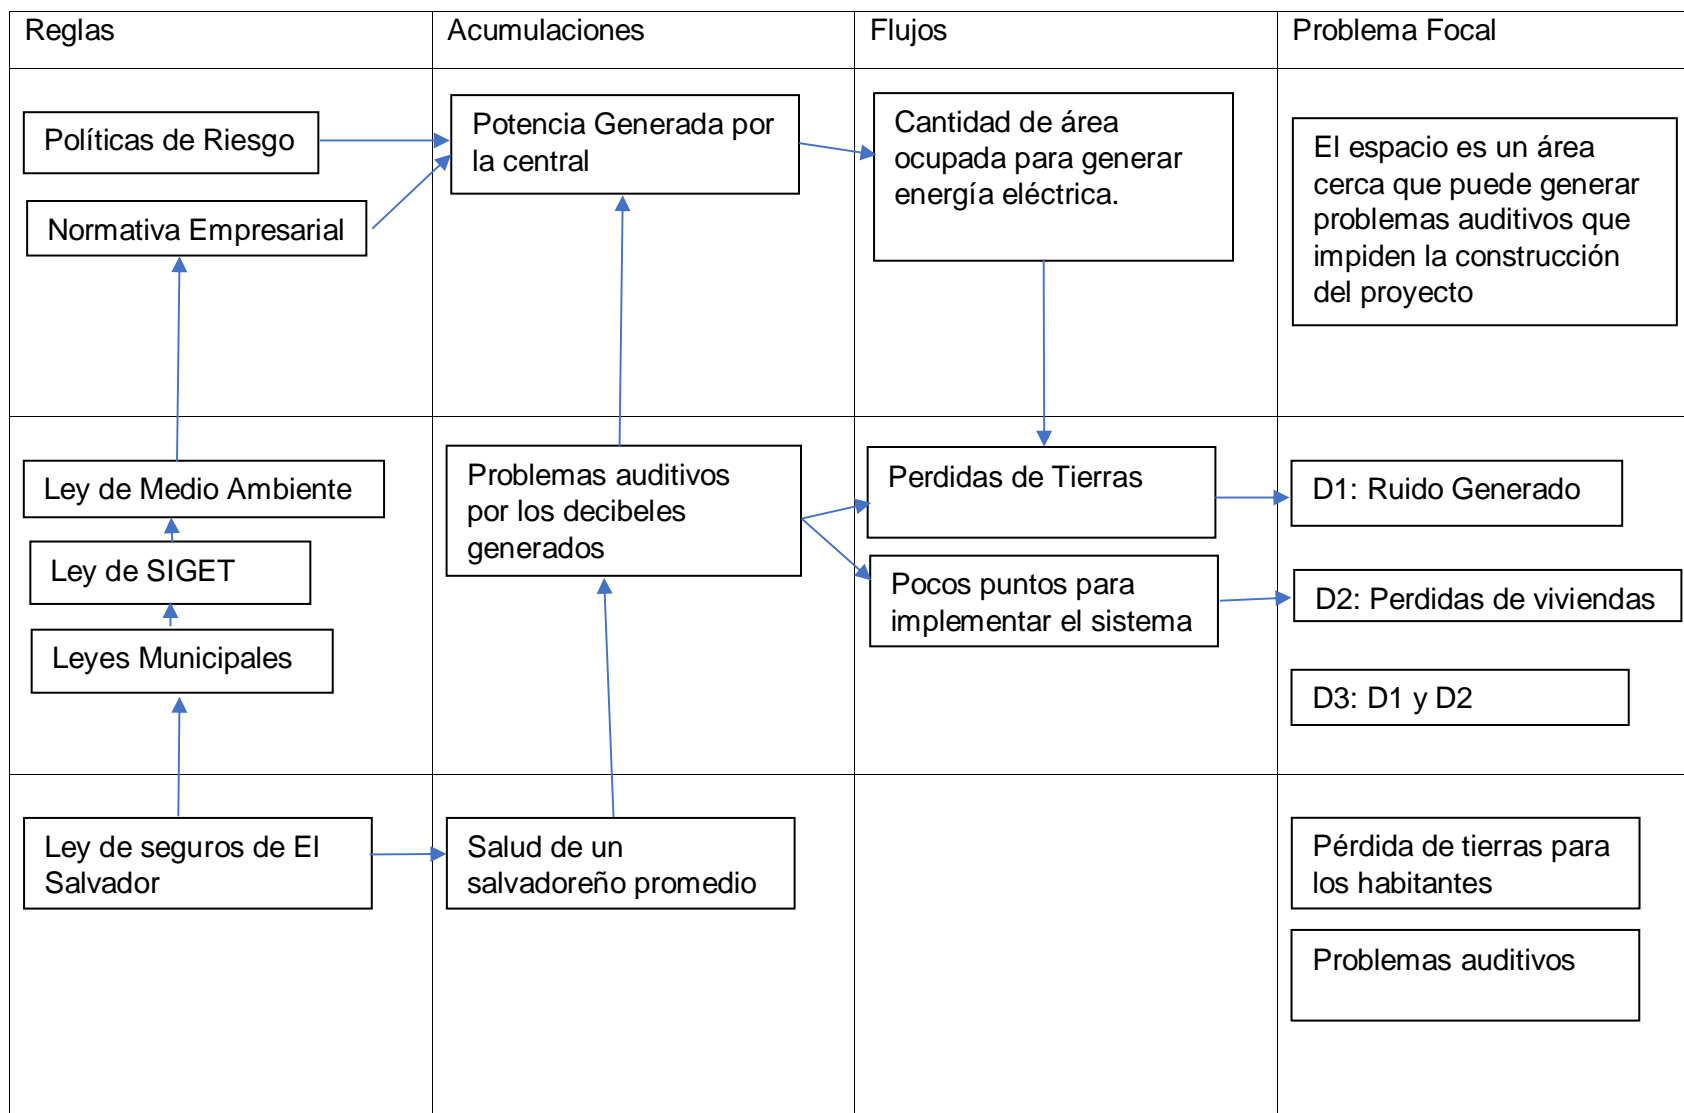 Reglas
Acumulaciones
Flujos
Problema Focal
Políticas de Riesgo
Normativa Empresarial
Potencia Generada por
la central
Cantidad de área
ocupada para generar
energía eléctrica.
El espacio es un área
cerca que puede generar
problemas auditivos que
impiden la construcción
del proyecto
Ley de Medio Ambiente
Ley de SIGET
Leyes Municipales
Problemas auditivos
por los decibeles
generados
Perdidas de Tierras
Pocos puntos para
implementar el sistema
D1: Ruido Generado
D2: Perdidas de viviendas
D3: D1 y D2
Ley de seguros de El
Salvador
Salud de un
salvadoreño promedio
Pérdida de tierras para
los habitantes
Problemas auditivos